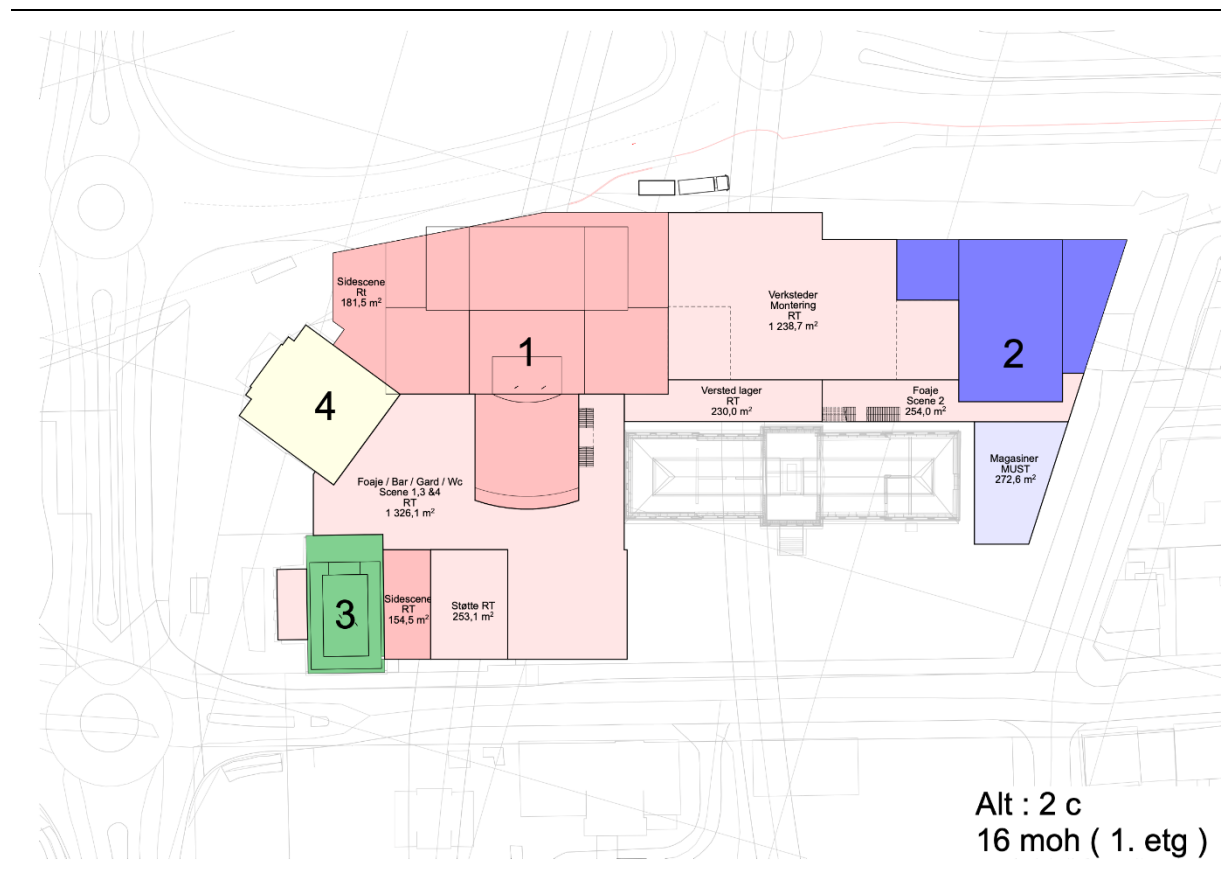 Sidescene
Rt
181,5 m²
1
Verksteder
Montering
RT
1 238,7 m²
2
4
Versted lager
RT
230,0 m²
Foaje
Scene 2
254,0 m²
Foaje / Bar / Gard / Wc
Scene 1,3 &4
RT
1 326,1 m²
Magasiner
MUST
272,6 m²
3
Sidescene
RT
154,5 m²
Støtte RT
253,1 m²
Alt : 2 c
16 moh ( 1. etg )